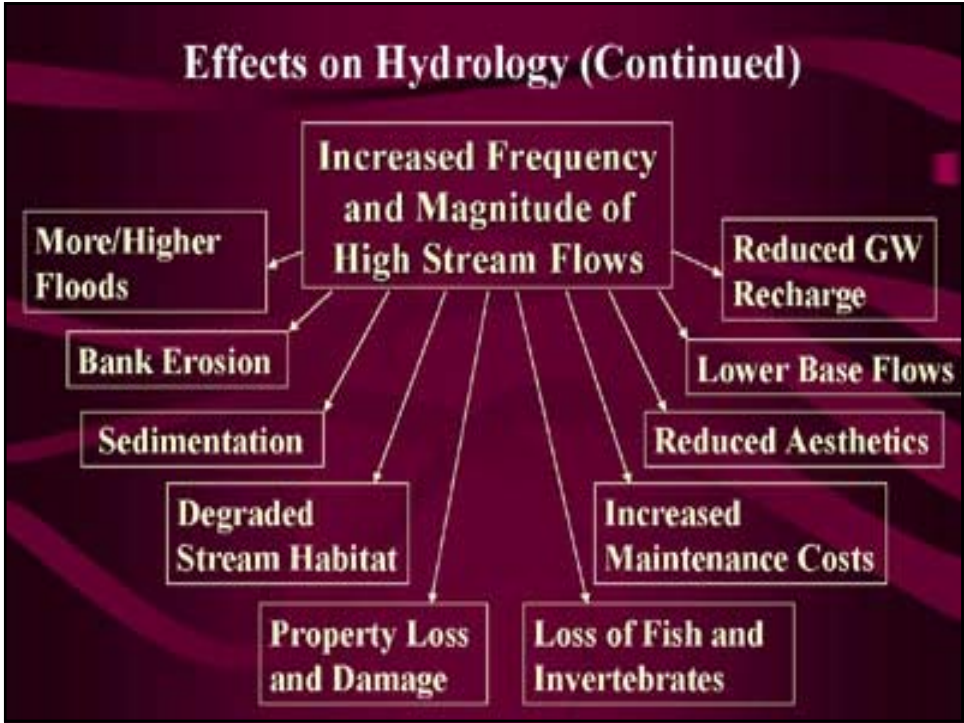 Effects on Hydrology (Continued)
Increased Frequency
and Magnitude of
High Stream Flows
More/Higher
Floods
Reduced GW
Recharge
Bank Erosion
Lower Base Flows
Sedimentation
Reduced Aesthetics
Degraded
Stream Habitat
Increased
Maintenance Costs
Property Loss
and Damage
Loss of Fish and
Invertebrates